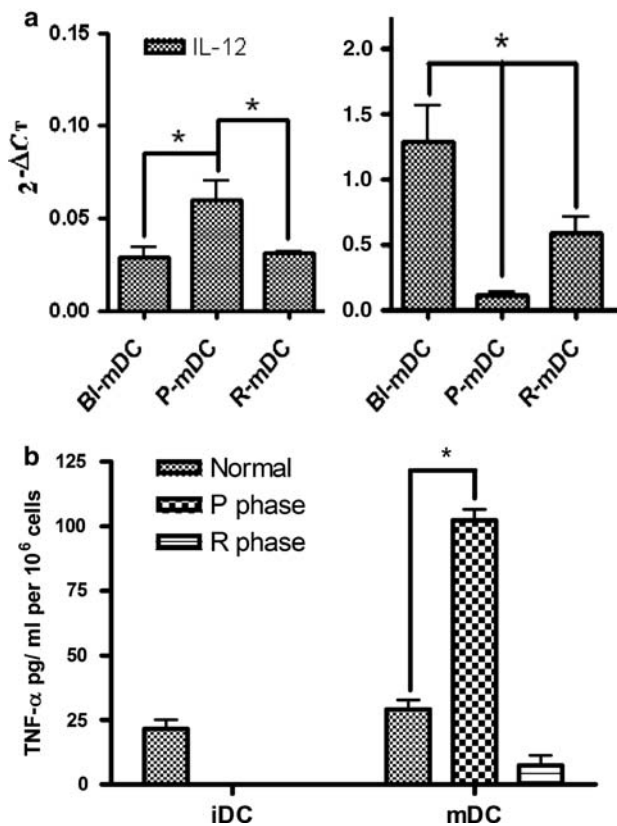 a
0.15
0.10
0.05
0.00
2^-ΔCT
IL-12
*
*
Bl-mDC
P-mDC
R-mDC
2.0
1.5
1.0
0.5
0.0
*
Bl-mDC
P-mDC
R-mDC
b
125
100
75
50
25
0
TNF-α pg/ ml per 10^6 cells
Normal
P phase
R phase
*
iDC
mDC